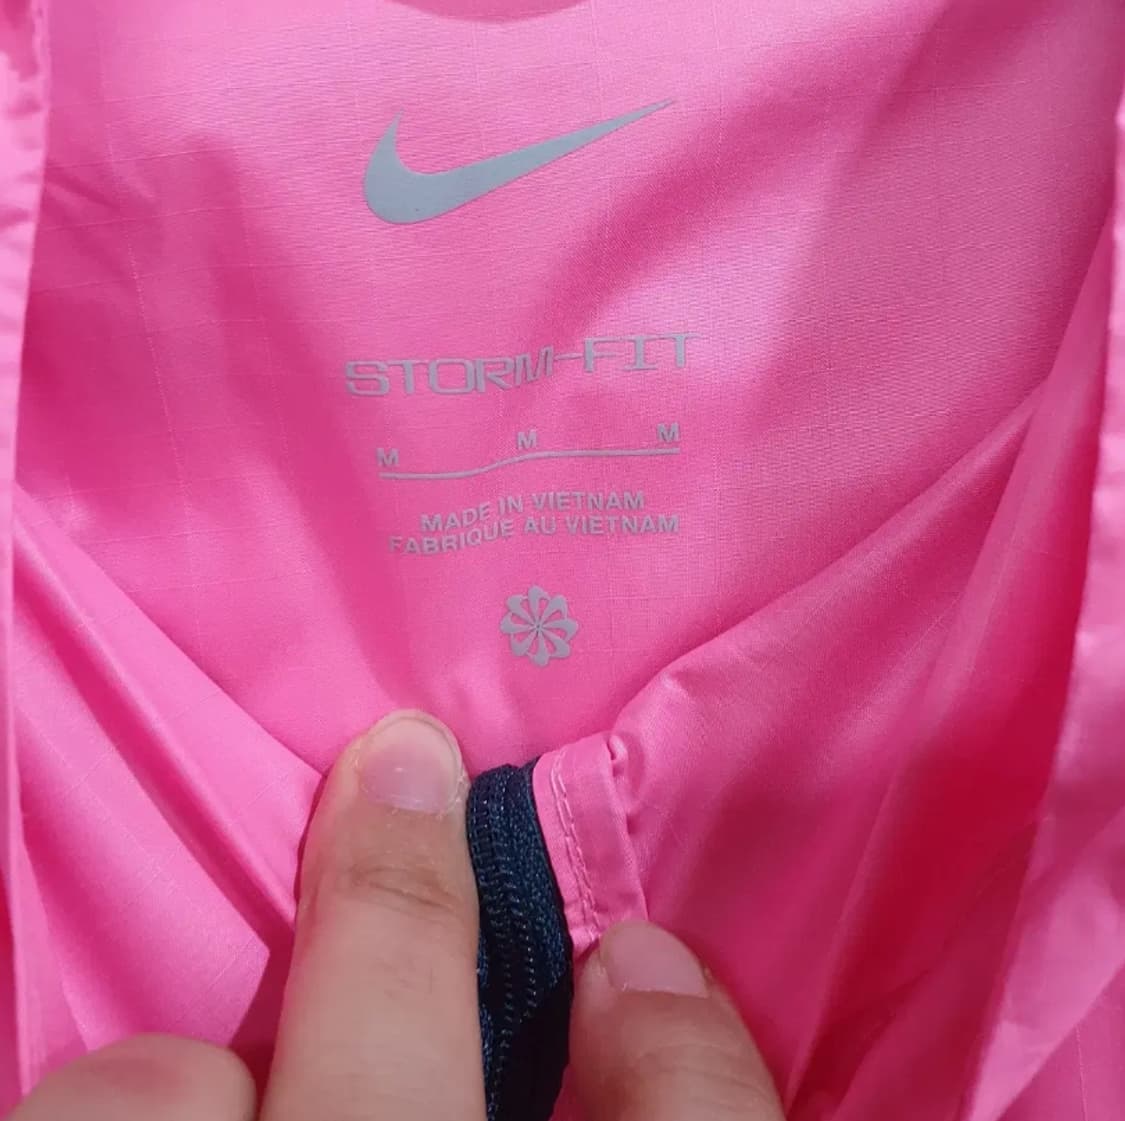 STORM-FIT
M M M
MADE IN VIETNAM
FABRIQUE AU VIETNAM